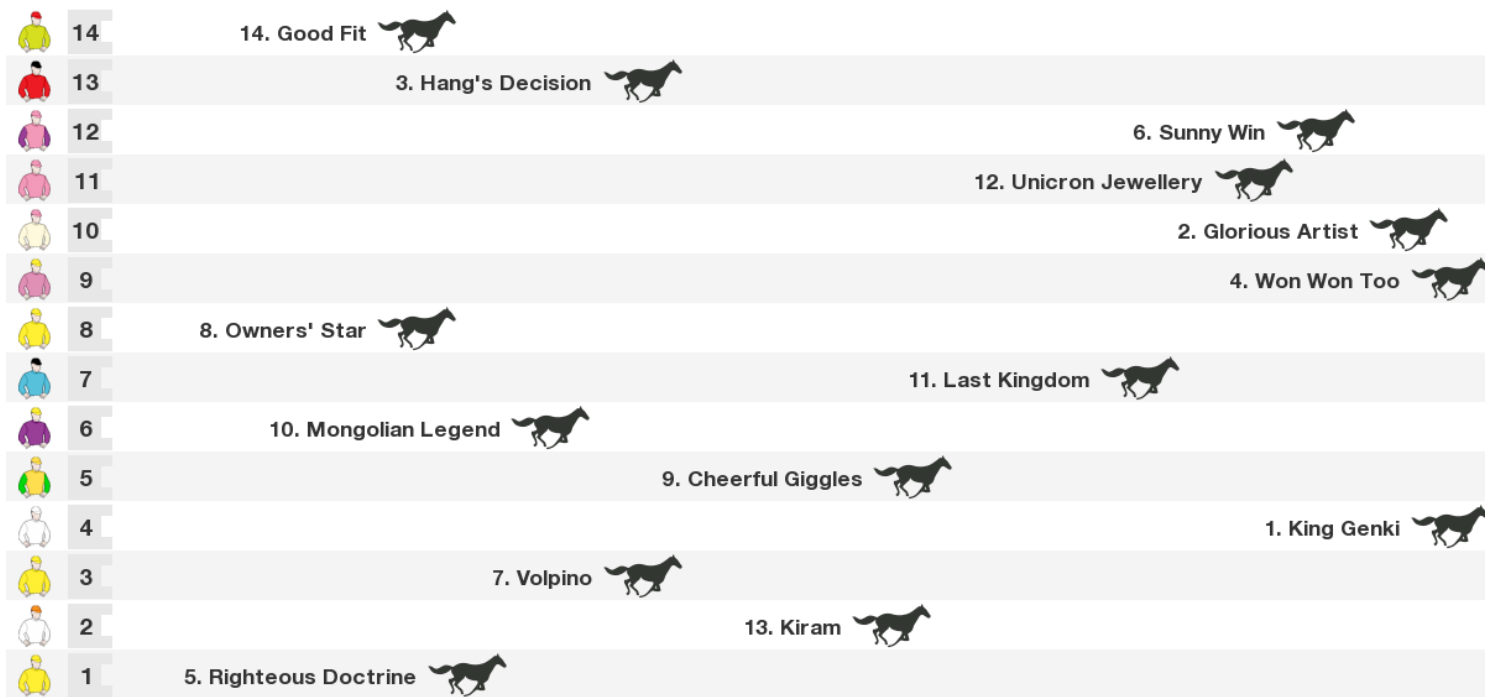 14 14. Good Fit
13 3. Hang's Decision
12 6. Sunny Win
11 12. Unicron Jewellery
10 2. Glorious Artist
9 4. Won Won Too
8 8. Owners' Star
7 11. Last Kingdom
6 10. Mongolian Legend
5 9. Cheerful Giggles
4 1. King Genki
3 7. Volpino
2 13. Kiram
1 5. Righteous Doctrine